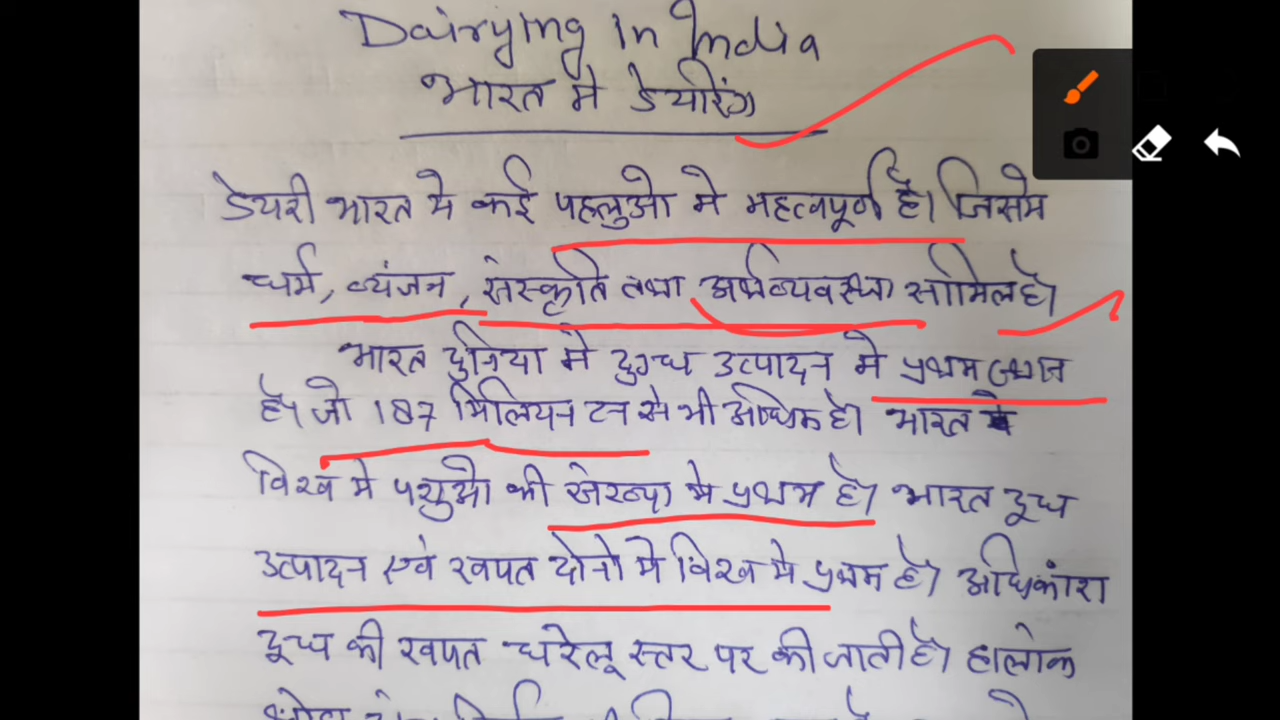 Dairying in India
भारत मे डेयरिंग
डेयरी भारत मे कई पहलुओ मे महत्वपूर्ण है। जिसमे
धर्म, व्यंजन, संस्कृति तथा अर्थव्यवस्था सामिल है।
भारत दुनिया मे दुग्ध उत्पादन मे प्रथम स्थान
है। जो 187 मिलियन टन से भी अधिक है। भारत
विश्व मे पशुओ की संख्या मे प्रथम है। भारत दूध
उत्पादन एवं खपत दोनो मे विश्व मे प्रथम है। अधिकांश
दूध की खपत घरेलू स्तर पर की जाती है। हालांक